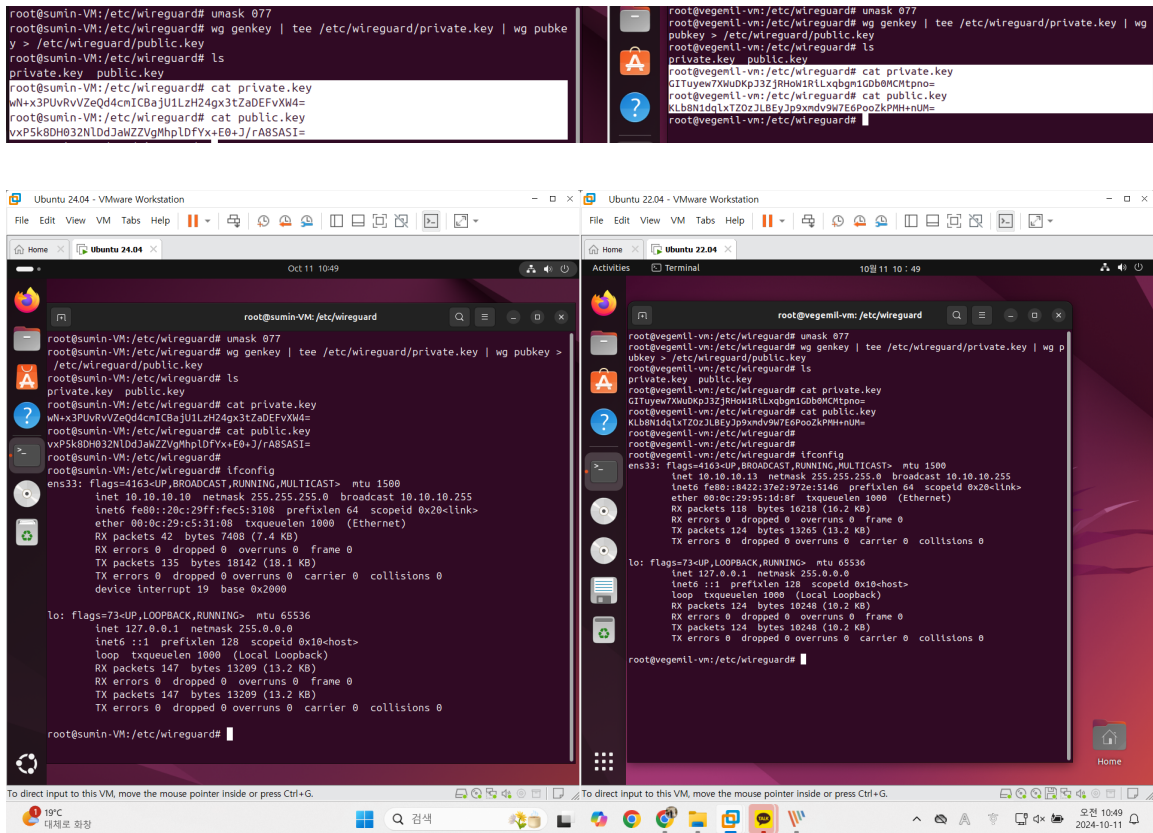 root@sumin-VM:/etc/wireguard# umask 077
root@sumin-VM:/etc/wireguard# wg genkey | tee /etc/wireguard/private.key | wg pubke
y > /etc/wireguard/public.key
root@sumin-VM:/etc/wireguard# ls
private.key public.key
root@sumin-VM:/etc/wireguard# cat private.key
wN+x3PUvRvVZeQd4cmICBajU1LzH24gx3tZaDEFvXW4=
root@sumin-VM:/etc/wireguard# cat public.key
vxP5k8DH032NlDdJaWZZVgMhplDfYx+E0+J/rA8SASI=
root@vegemil-vm:/etc/wireguard# umask 077
root@vegemil-vm:/etc/wireguard# wg genkey | tee /etc/wireguard/private.key | wg
pubkey > /etc/wireguard/public.key
root@vegemil-vm:/etc/wireguard# ls
private.key public.key
root@vegemil-vm:/etc/wireguard# cat private.key
GITuyew7XWuDKpJ3ZjRHoW1RiLxqbgm1GDb0MCMtpno=
root@vegemil-vm:/etc/wireguard# cat public.key
KLb8N1dqlxTZOzJLBEyJp9xmdv9W7E6PooZkPMH+nUM=
root@vegemil-vm:/etc/wireguard#
Ubuntu 24.04 - VMware Workstation
File Edit View VM Tabs Help
Home
Ubuntu 24.04
Oct 11 10:49
root@sumin-VM: /etc/wireguard
root@sumin-VM:/etc/wireguard# umask 077
root@sumin-VM:/etc/wireguard# wg genkey | tee /etc/wireguard/private.key | wg pubkey >
/etc/wireguard/public.key
root@sumin-VM:/etc/wireguard# ls
private.key public.key
root@sumin-VM:/etc/wireguard# cat private.key
wN+x3PUvRvVZeQd4cmICBajU1LzH24gx3tZaDEFvXW4=
root@sumin-VM:/etc/wireguard# cat public.key
vxP5k8DH032NlDdJaWZZVgMhplDfYx+E0+J/rA8SASI=
root@sumin-VM:/etc/wireguard#
root@sumin-VM:/etc/wireguard# ifconfig
ens33: flags=4163<UP,BROADCAST,RUNNING,MULTICAST> mtu 1500
inet 10.10.10.10 netmask 255.255.255.0 broadcast 10.10.10.255
inet6 fe80::20c:29ff:fec5:3108 prefixlen 64 scopeid 0x20<link>
ether 00:0c:29:c5:31:08 txqueuelen 1000 (Ethernet)
RX packets 42 bytes 7408 (7.4 KB)
RX errors 0 dropped 0 overruns 0 frame 0
TX packets 135 bytes 18142 (18.1 KB)
TX errors 0 dropped 0 overruns 0 carrier 0 collisions 0
device interrupt 19 base 0x2000
lo: flags=73<UP,LOOPBACK,RUNNING> mtu 65536
inet 127.0.0.1 netmask 255.0.0.0
inet6 ::1 prefixlen 128 scopeid 0x10<host>
loop txqueuelen 1000 (Local Loopback)
RX packets 147 bytes 13209 (13.2 KB)
RX errors 0 dropped 0 overruns 0 frame 0
TX packets 147 bytes 13209 (13.2 KB)
TX errors 0 dropped 0 overruns 0 carrier 0 collisions 0
root@sumin-VM:/etc/wireguard#
To direct input to this VM, move the mouse pointer inside or press Ctrl+G.
Ubuntu 22.04 - VMware Workstation
File Edit View VM Tabs Help
Home
Ubuntu 22.04
Activities
Terminal
10월 11 10 : 49
root@vegemil-vm: /etc/wireguard
root@vegemil-vm:/etc/wireguard# umask 077
root@vegemil-vm:/etc/wireguard# wg genkey | tee /etc/wireguard/private.key | wg p
ubkey > /etc/wireguard/public.key
root@vegemil-vm:/etc/wireguard# ls
private.key public.key
root@vegemil-vm:/etc/wireguard# cat private.key
GITuyew7XWuDKpJ3ZjRHoW1RiLxqbgm1GDb0MCMtpno=
root@vegemil-vm:/etc/wireguard# cat public.key
KLb8N1dqlxTZOzJLBEyJp9xmdv9W7E6PooZkPMH+nUM=
root@vegemil-vm:/etc/wireguard#
root@vegemil-vm:/etc/wireguard#
root@vegemil-vm:/etc/wireguard# ifconfig
ens33: flags=4163<UP,BROADCAST,RUNNING,MULTICAST> mtu 1500
inet 10.10.10.13 netmask 255.255.255.0 broadcast 10.10.10.255
inet6 fe80::8422:37e2:972e:5146 prefixlen 64 scopeid 0x20<link>
ether 00:0c:29:95:1d:8f txqueuelen 1000 (Ethernet)
RX packets 118 bytes 16218 (16.2 KB)
RX errors 0 dropped 0 overruns 0 frame 0
TX packets 124 bytes 13265 (13.2 KB)
TX errors 0 dropped 0 overruns 0 carrier 0 collisions 0
lo: flags=73<UP,LOOPBACK,RUNNING> mtu 65536
inet 127.0.0.1 netmask 255.0.0.0
inet6 ::1 prefixlen 128 scopeid 0x10<host>
loop txqueuelen 1000 (Local Loopback)
RX packets 124 bytes 10248 (10.2 KB)
RX errors 0 dropped 0 overruns 0 frame 0
TX packets 124 bytes 10248 (10.2 KB)
TX errors 0 dropped 0 overruns 0 carrier 0 collisions 0
root@vegemil-vm:/etc/wireguard#
Home
To direct input to this VM, move the mouse pointer inside or press Ctrl+G.
1
19°C
대체로 화창
검색
TALK
A
오전 10:49
2024-10-11